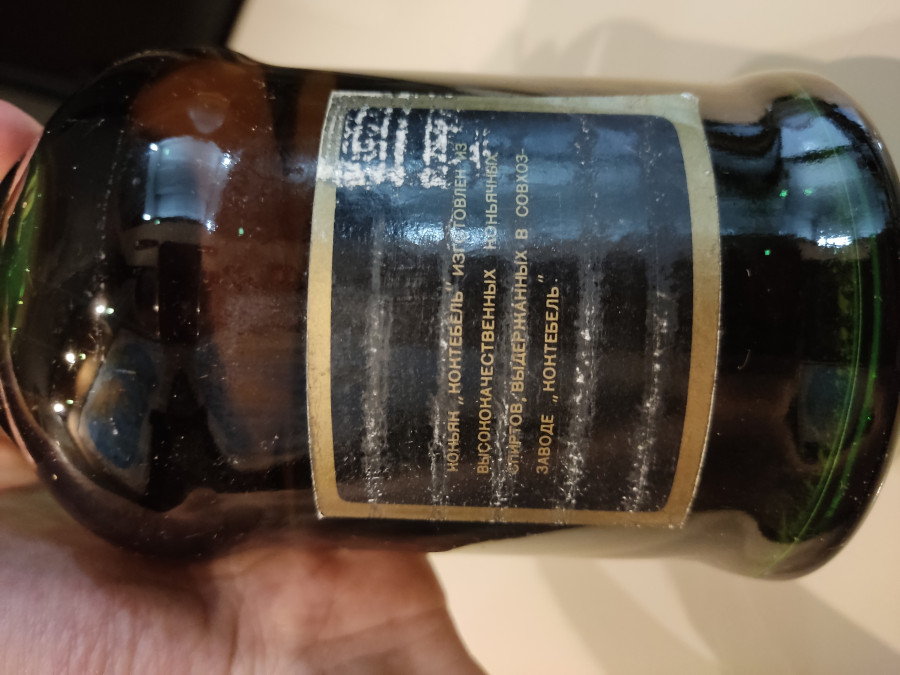 КОНЬЯК „КОКТЕБЕЛЬ“ ИЗГОТОВЛЕН ИЗ
ВЫСОКОКАЧЕСТВЕННЫХ КОНЬЯЧНЫХ
СПИРТОВ, ВЫДЕРЖАННЫХ В СОВХОЗ-
ЗАВОДЕ „КОКТЕБЕЛЬ“